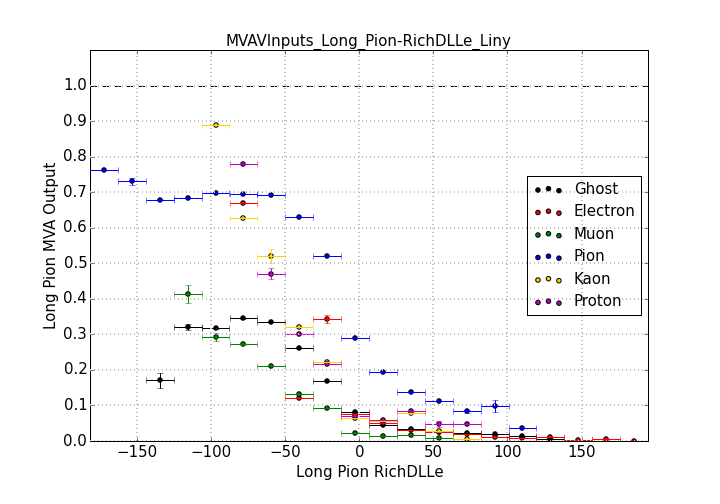 MVAVInputs_Long_Pion-RichDLLe_Liny
Long Pion MVA Output
1.0
0.9
0.8
0.7
0.6
0.5
0.4
0.3
0.2
0.1
0.0
Ghost
Electron
Muon
Pion
Kaon
Proton
−150 −100 −50 0 50 100 150
Long Pion RichDLLe